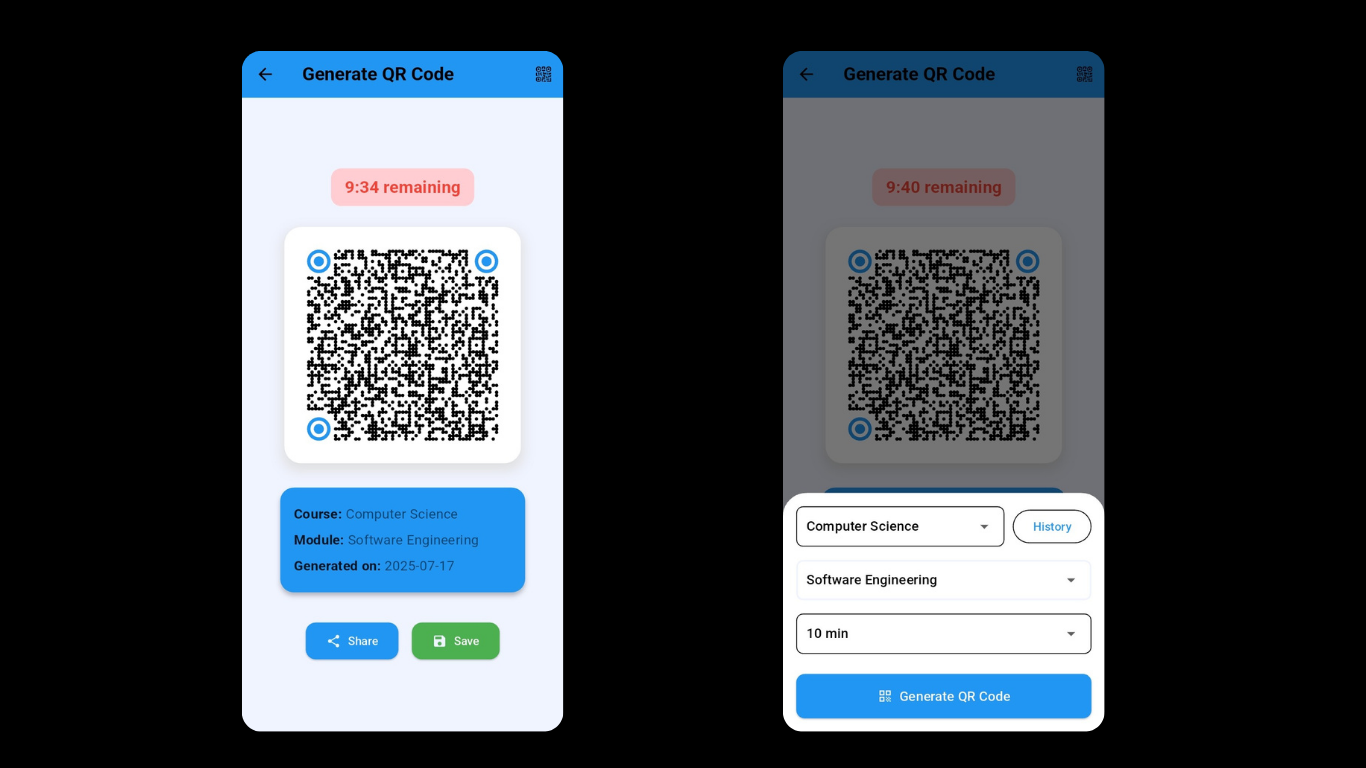 Generate QR Code
9:34 remaining
Course: Computer Science
Module: Software Engineering
Generated on: 2025-07-17
Share
Save
Generate QR Code
9:40 remaining
Computer Science
History
Software Engineering
10 min
Generate QR Code